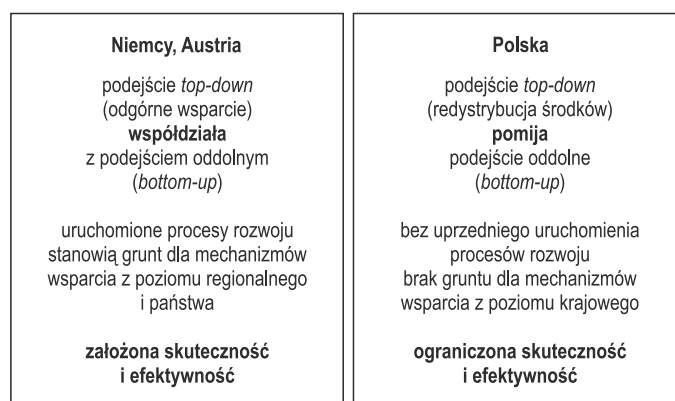 Niemcy, Austria
podejście top-down
(odgórne wsparcie)
współdziała
z podejściem oddolnym
(bottom-up)
uruchomione procesy rozwoju
stanowią grunt dla mechanizmów
wsparcia z poziomu regionalnego
i państwa
założona skuteczność
i efektywność
Polska
podejście top-down
(redystrybucja środków)
pomija
podejście oddolne
(bottom-up)
bez uprzedniego uruchomienia
procesów rozwoju
brak gruntu dla mechanizmów
wsparcia z poziomu krajowego
ograniczona skuteczność
i efektywność